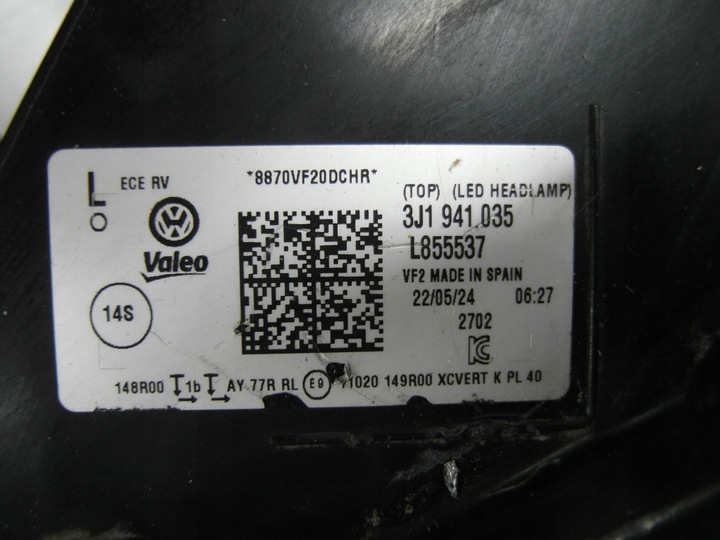 L ECE RV *8870VF20DCHR*
(TOP) (LED HEADLAMP)
O 3J1 941.035
Valeo L855537
VF2 MADE IN SPAIN
14S 22/05/24 06:27
2702
148R00 1b AY 77R RL E9 71020 149R00 XCVERT K PL 40